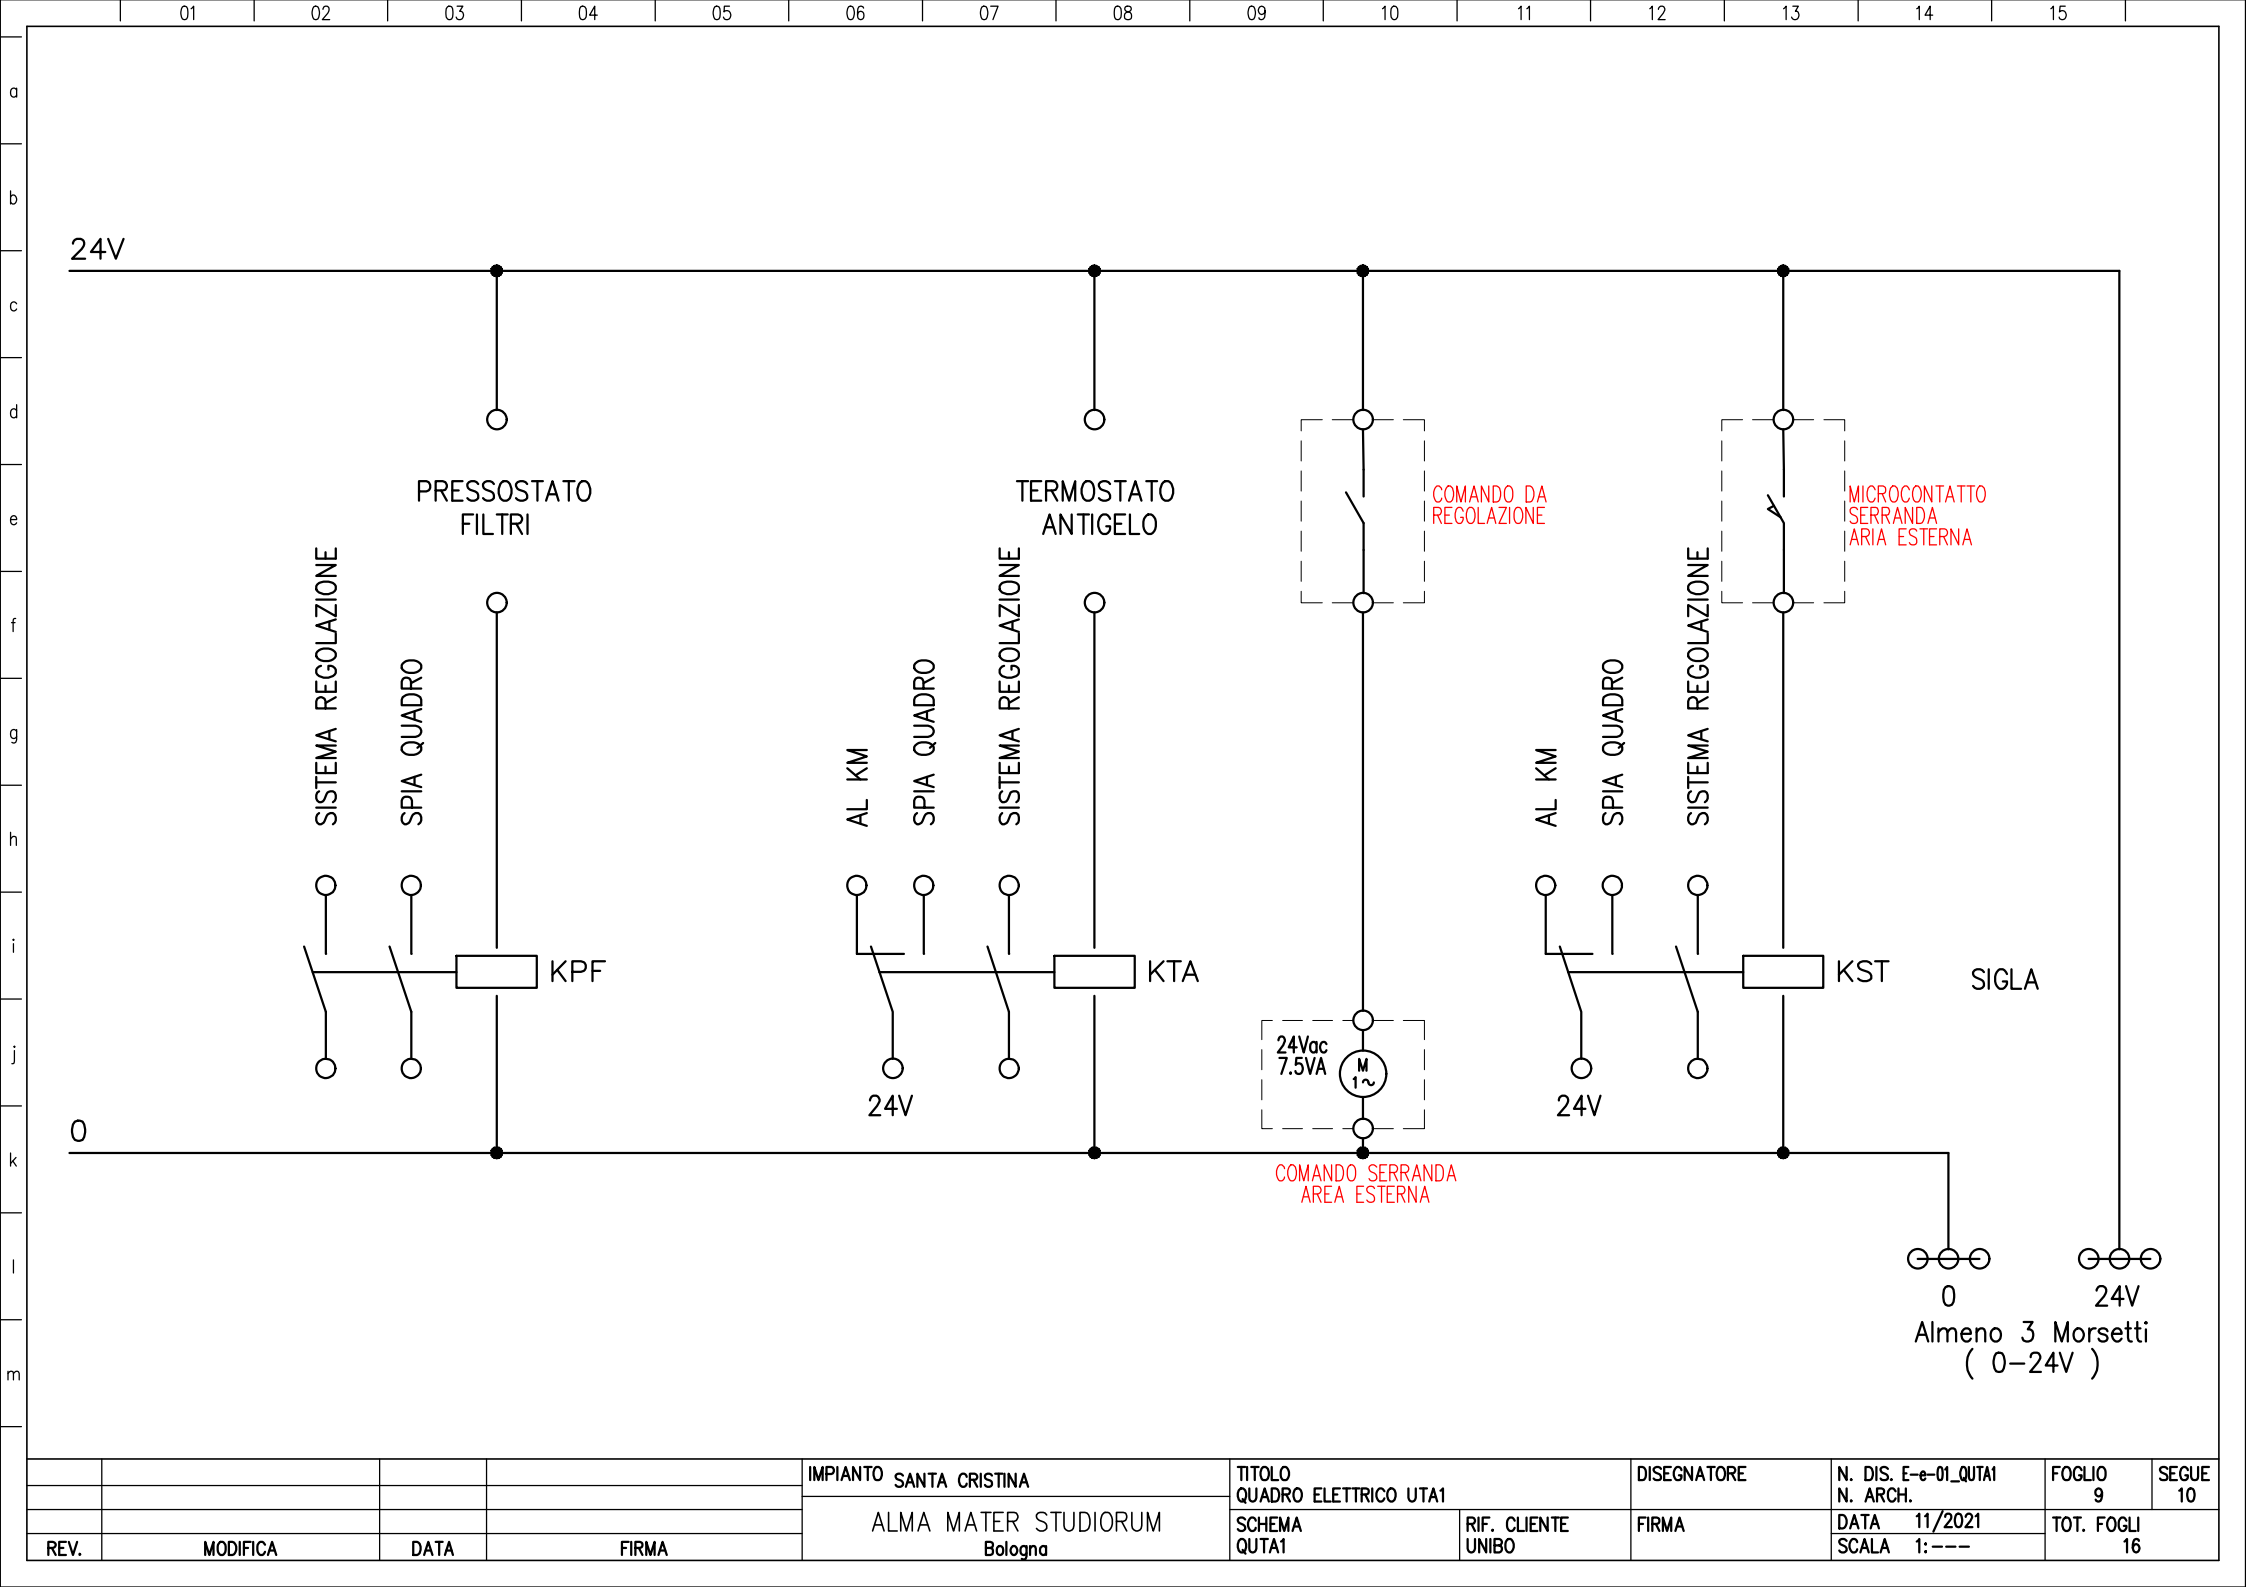 01 02 03 04 05 06 07 08 09 10 11 12 13 14 15
a
b
c
d
e
f
g
h
i
j
k
l
m
24V
PRESSOSTATO
FILTRI
TERMOSTATO
ANTIGELO
COMANDO DA
REGOLAZIONE
MICROCONTATTO
SERRANDA
ARIA ESTERNA
SISTEMA REGOLAZIONE
SPIA QUADRO
AL KM
SPIA QUADRO
SISTEMA REGOLAZIONE
AL KM
SPIA QUADRO
SISTEMA REGOLAZIONE
KPF
KTA
KST
SIGLA
24Vac
7.5VA
M
1~
24V
24V
0
COMANDO SERRANDA
AREA ESTERNA
0
24V
Almeno 3 Morsetti
( 0-24V )
REV.
MODIFICA
DATA
FIRMA
IMPIANTO SANTA CRISTINA
ALMA MATER STUDIORUM
Bologna
TITOLO
QUADRO ELETTRICO UTA1
SCHEMA
QUTA1
RIF. CLIENTE
UNIBO
DISEGNATORE
FIRMA
N. DIS. E-e-01_QUTA1
N. ARCH.
DATA 11/2021
SCALA 1:---
FOGLIO
9
SEGUE
10
TOT. FOGLI
16